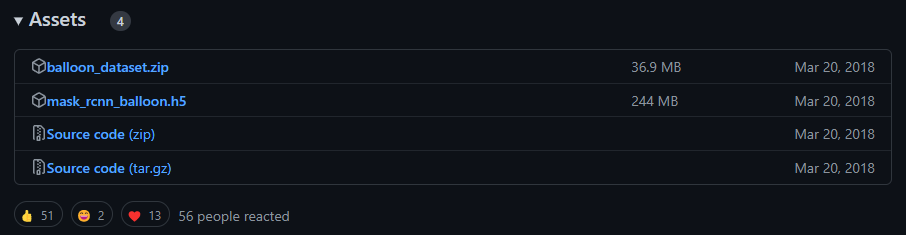 Assets 4
balloon_dataset.zip 36.9 MB Mar 20, 2018
mask_rcnn_balloon.h5 244 MB Mar 20, 2018
Source code (zip) Mar 20, 2018
Source code (tar.gz) Mar 20, 2018
51 2 13 56 people reacted